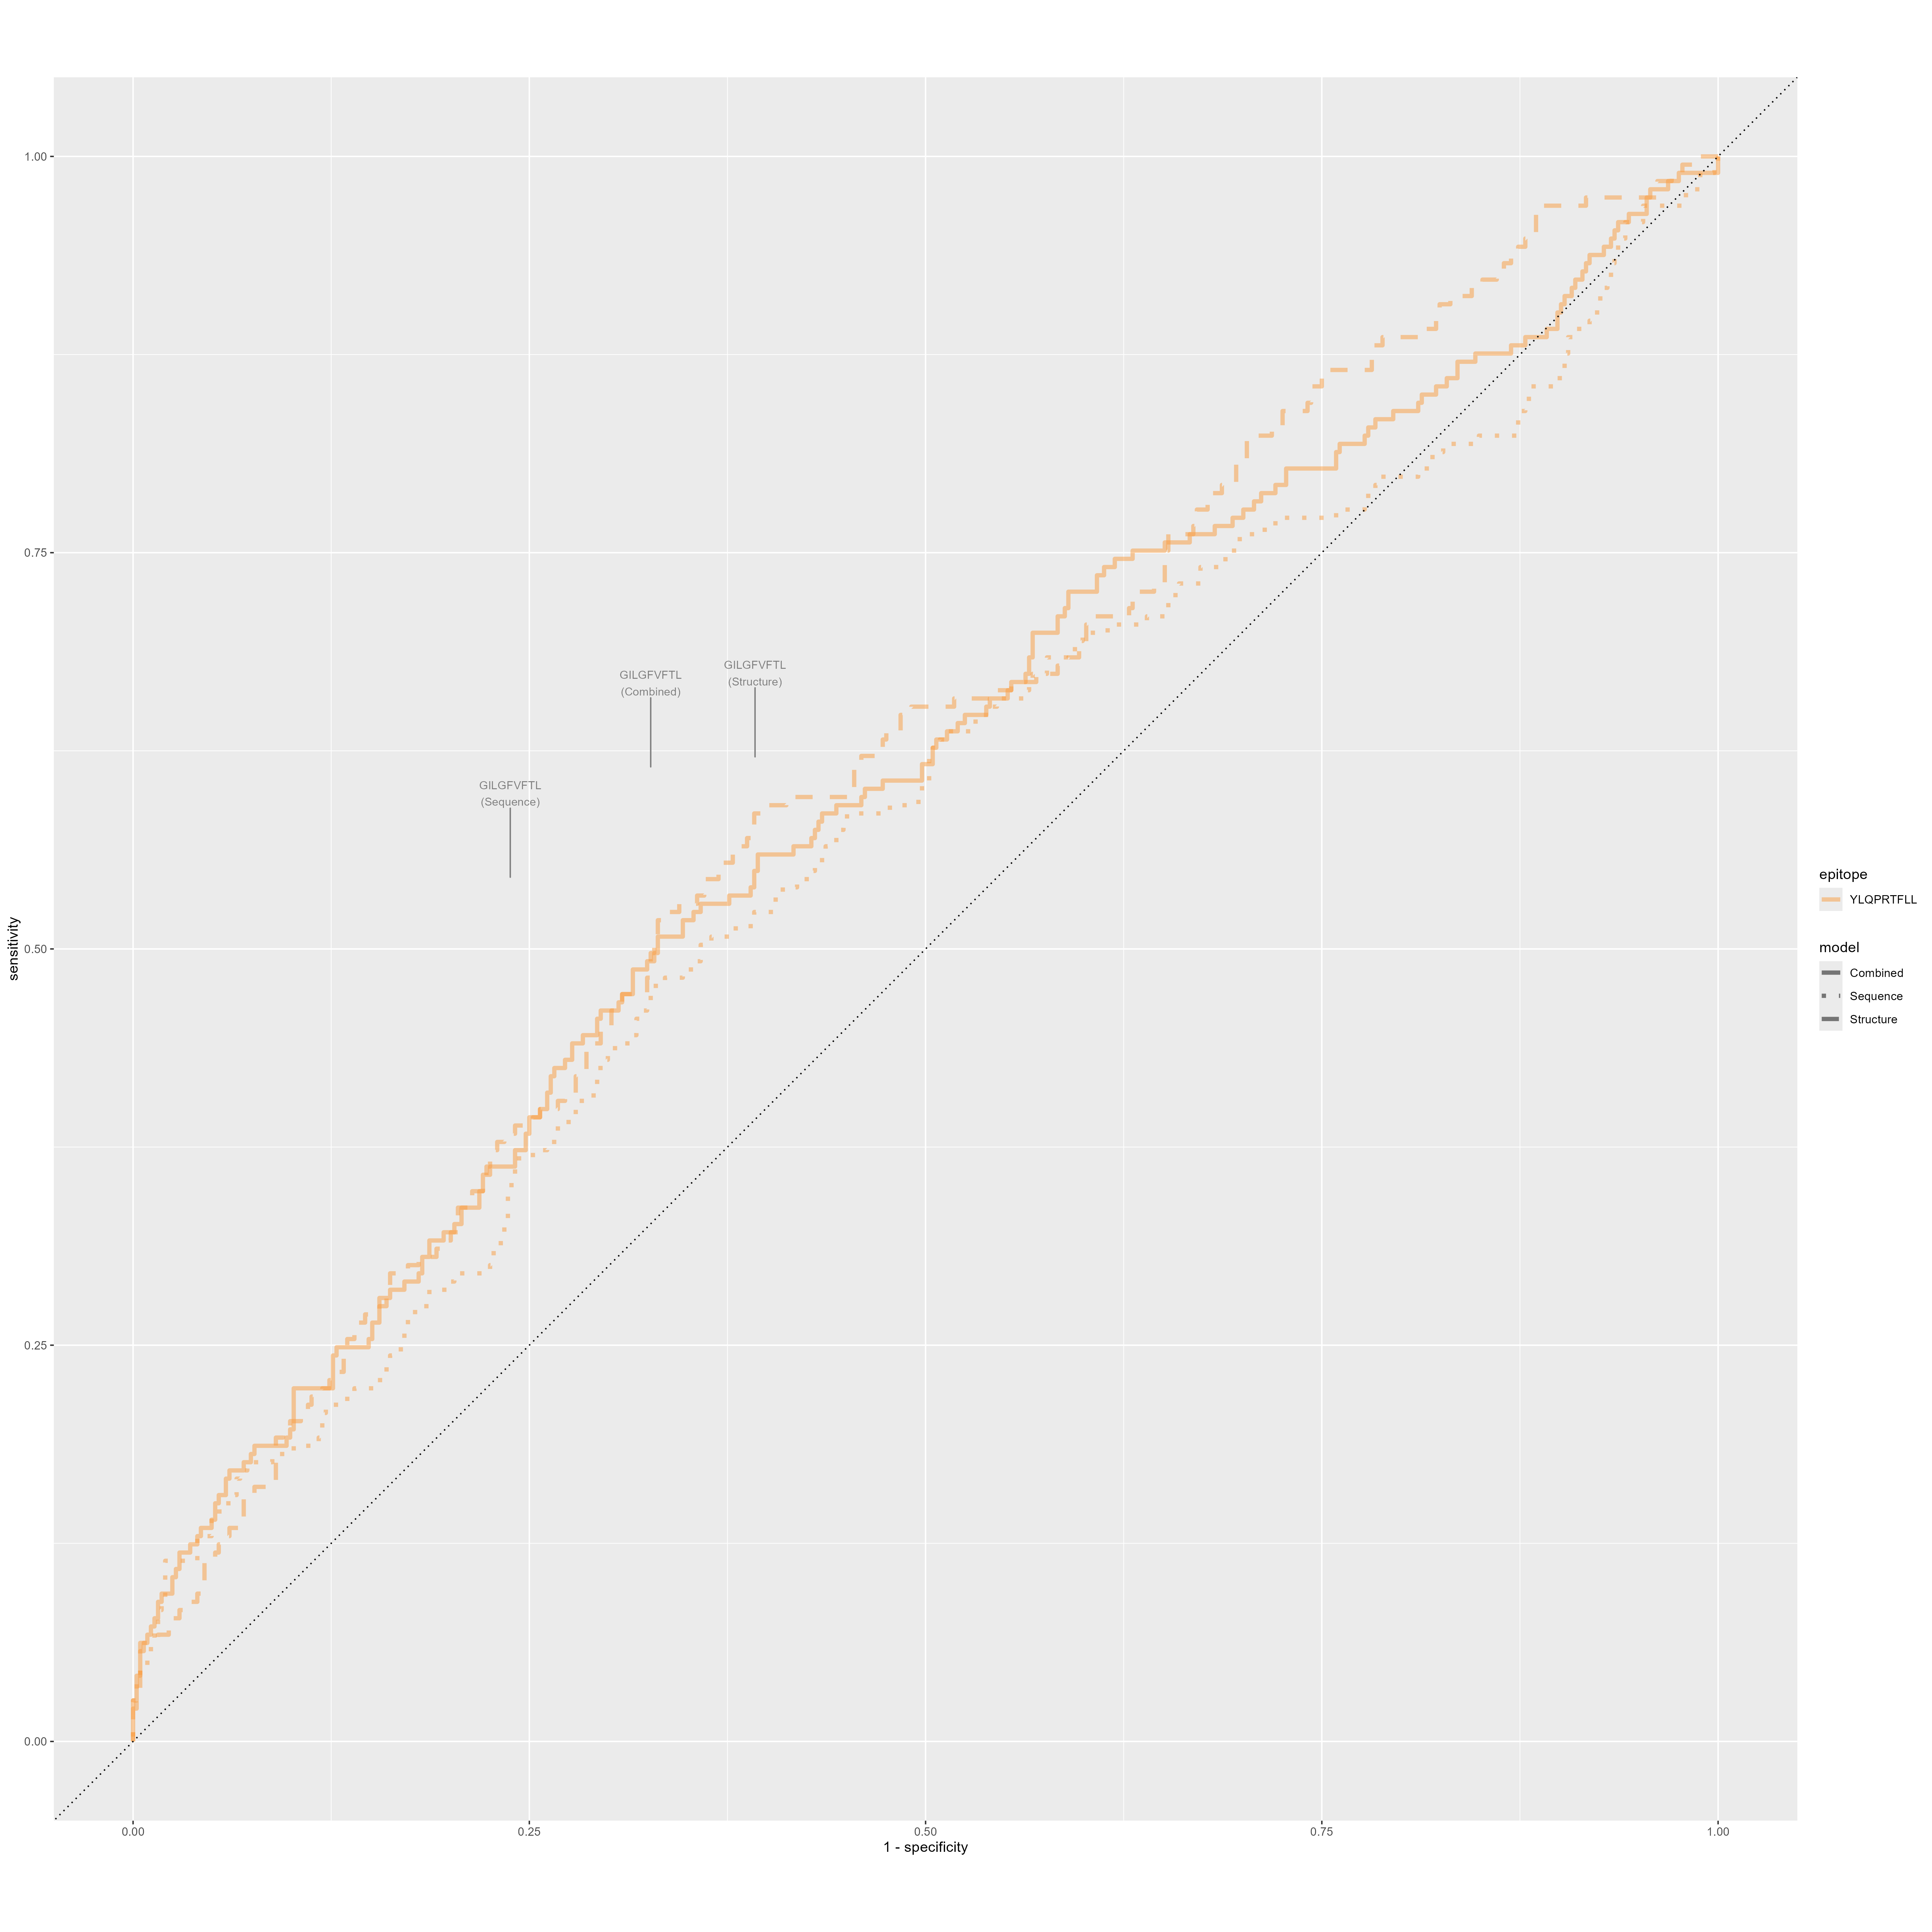 1.00
0.75
0.50
0.25
0.00
sensitivity
GILGFVFTL
(Combined)
GILGFVFTL
(Structure)
GILGFVFTL
(Sequence)
0.00
0.25
0.50
0.75
1.00
1 - specificity
epitope
YLQPRTFLL
model
Combined
Sequence
Structure